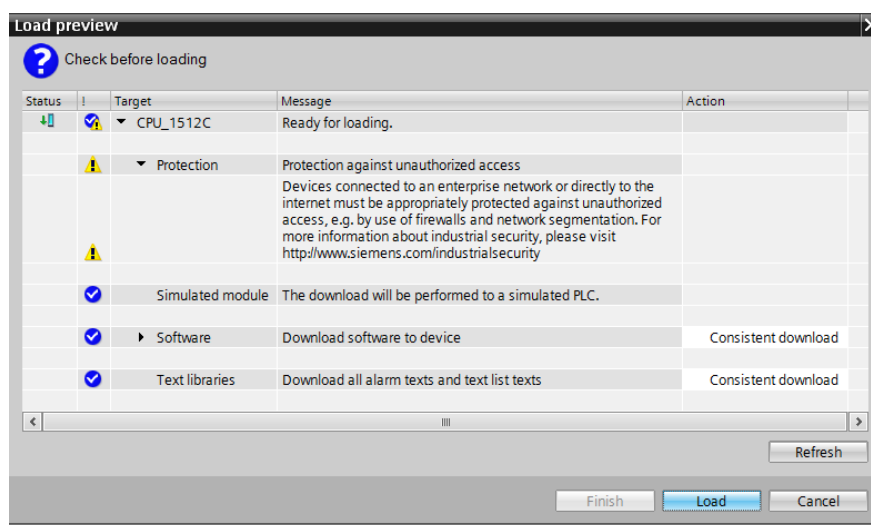 Load preview
Check before loading
Status ! Target Message Action
CPU_1512C Ready for loading.
Protection Protection against unauthorized access
Devices connected to an enterprise network or directly to the
internet must be appropriately protected against unauthorized
access, e.g. by use of firewalls and network segmentation. For
more information about industrial security, please visit
http://www.siemens.com/industrialsecurity
Simulated module The download will be performed to a simulated PLC.
Software Download software to device Consistent download
Text libraries Download all alarm texts and text list texts Consistent download
Refresh
Finish Load Cancel